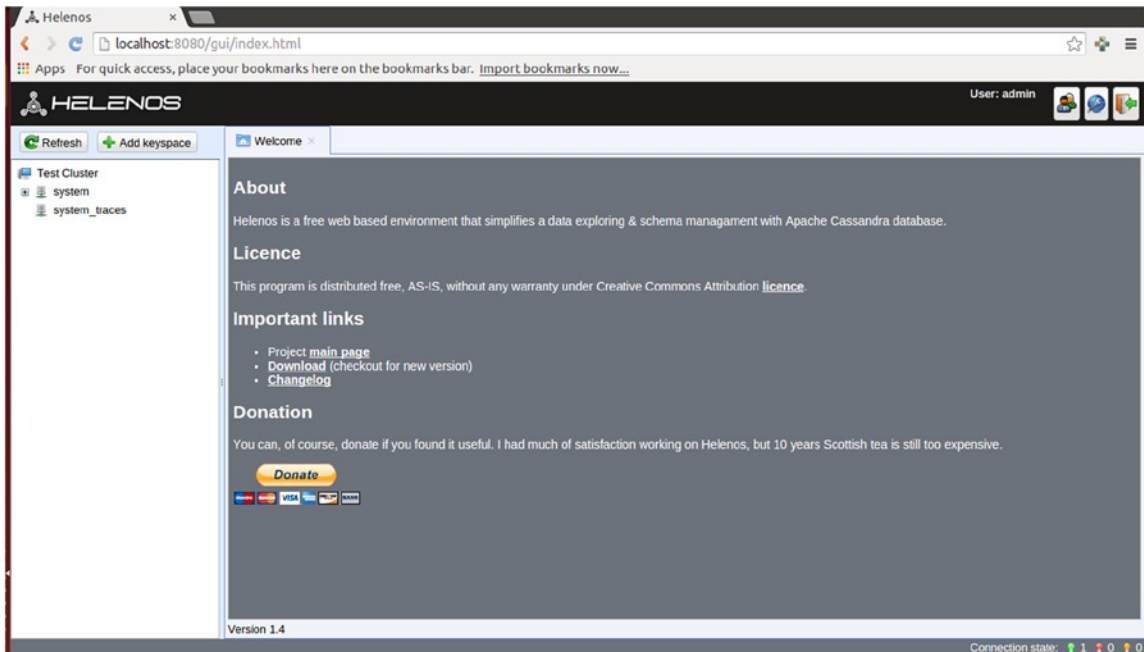 Helenos
localhost:8080/gui/index.html
Apps For quick access, place your bookmarks here on the bookmarks bar. Import bookmarks now...
HELENOS
User: admin
Refresh Add keyspace
Welcome
Test Cluster
system
system_traces
About
Helenos is a free web based environment that simplifies a data exploring & schema managament with Apache Cassandra database.
Licence
This program is distributed free, AS-IS, without any warranty under Creative Commons Attribution licence.
Important links
• Project main page
• Download (checkout for new version)
• Changelog
Donation
You can, of course, donate if you found it useful. I had much of satisfaction working on Helenos, but 10 years Scottish tea is still too expensive.
Donate
VISA
Version 1.4
Connection state: 1 0 0